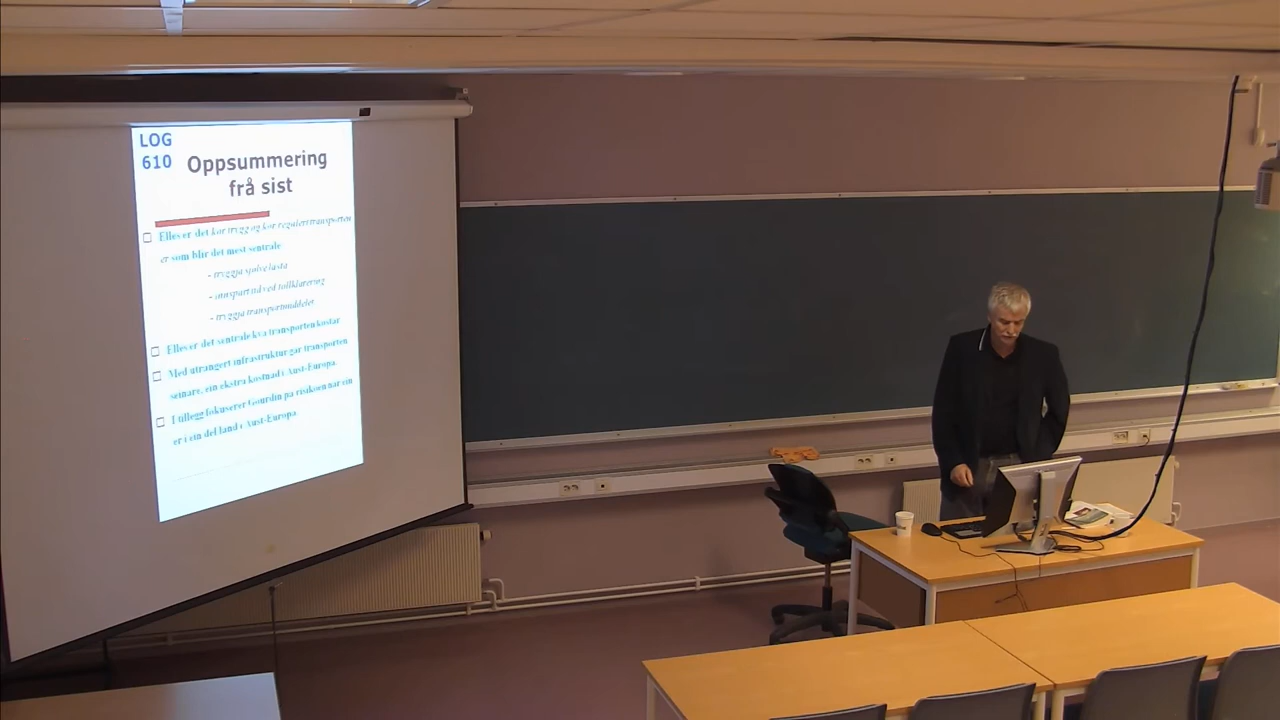 LOG
610
Oppsummering
frå sist
Elles er det kor trygg og kor regulert transporten
er som blir det mest sentrale
- tryggja sjølve lasta
- innspart tid ved tollklarering
- tryggja transportmiddelet
Elles er det sentrale kva transporten kostar
Med utrangert infrastruktur går transporten
seinare, ein ekstra kostnad i Aust-Europa.
I tillegg fokuserer Gourdin på risikoen når ein
er i ein del land i Aust-Europa.